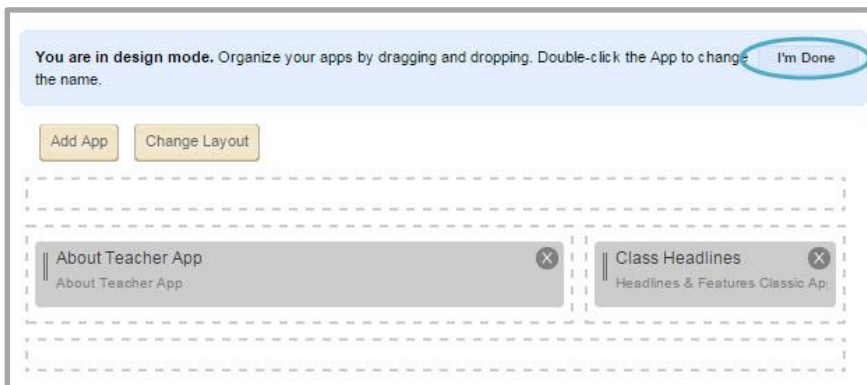 You are in design mode. Organize your apps by dragging and dropping. Double-click the App to change
the name.
I'm Done
Add App
Change Layout
About Teacher App
About Teacher App
Class Headlines
Headlines & Features Classic Ap